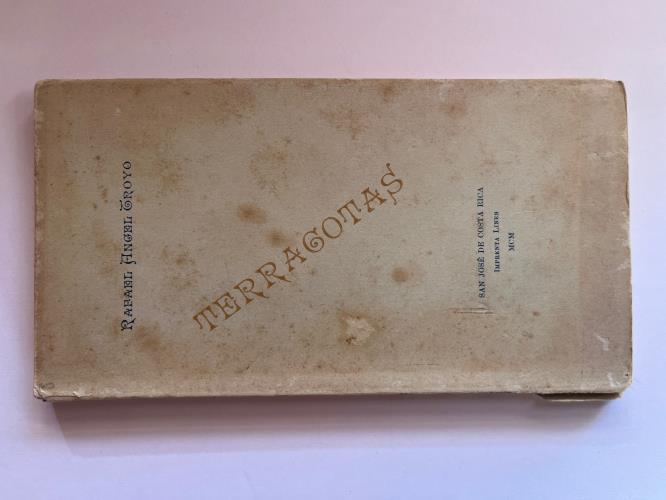 RAFAEL ANGEL TROYO
TERRACOTAS
SAN JOSÉ DE COSTA RICA
IMPRENTA LINES
MCM